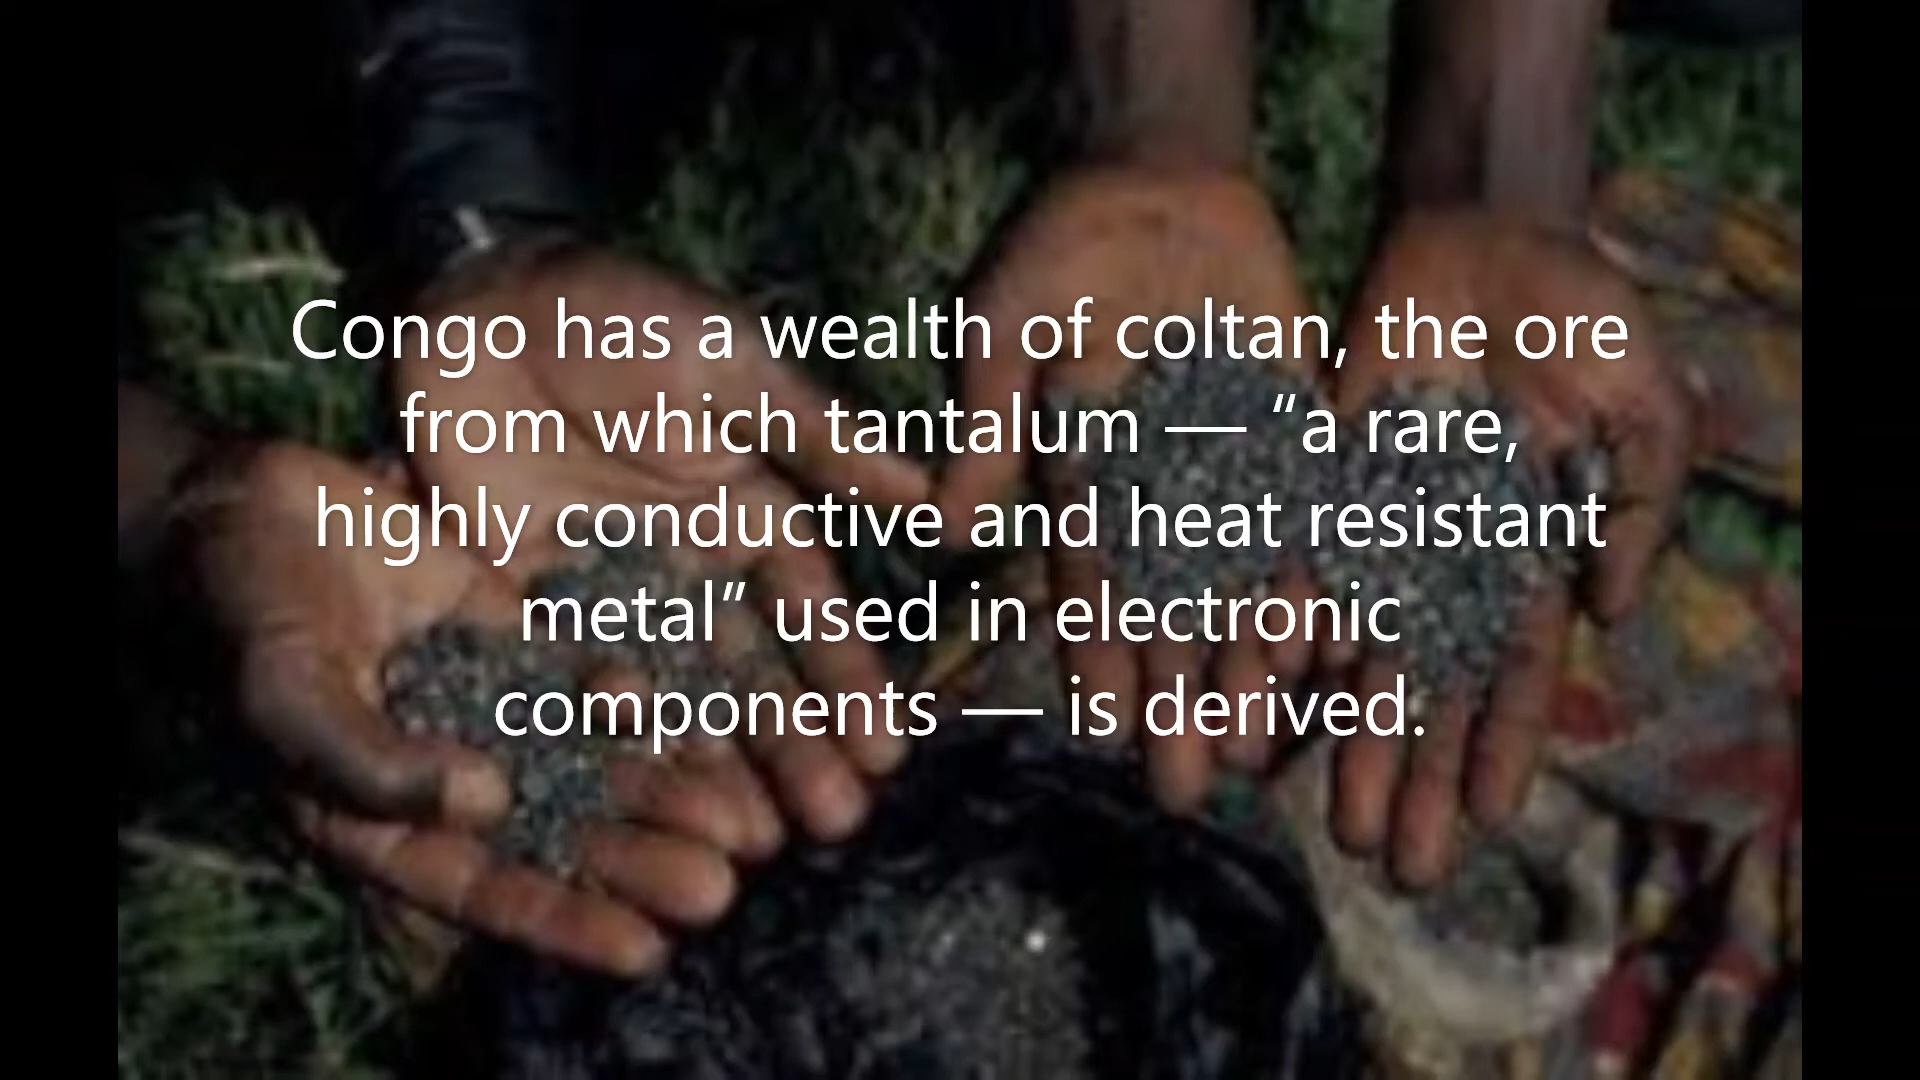 Congo has a wealth of coltan, the ore
from which tantalum — “a rare,
highly conductive and heat resistant
metal” used in electronic
components — is derived.